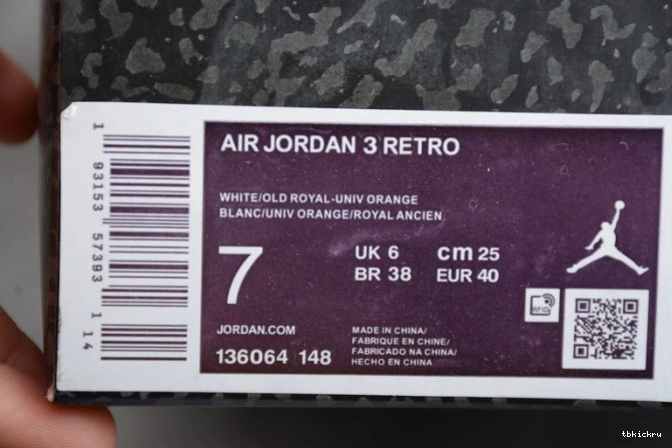 AIR JORDAN 3 RETRO
WHITE/OLD ROYAL-UNIV ORANGE
BLANC/UNIV ORANGE/ROYAL ANCIEN
7
UK 6 cm 25
BR 38 EUR 40
RFID
JORDAN.COM
136064 148
MADE IN CHINA/
FABRIQUE EN CHINE/
FABRICADO NA CHINA/
HECHO EN CHINA
1 93153 57393 1 14
tbkickru